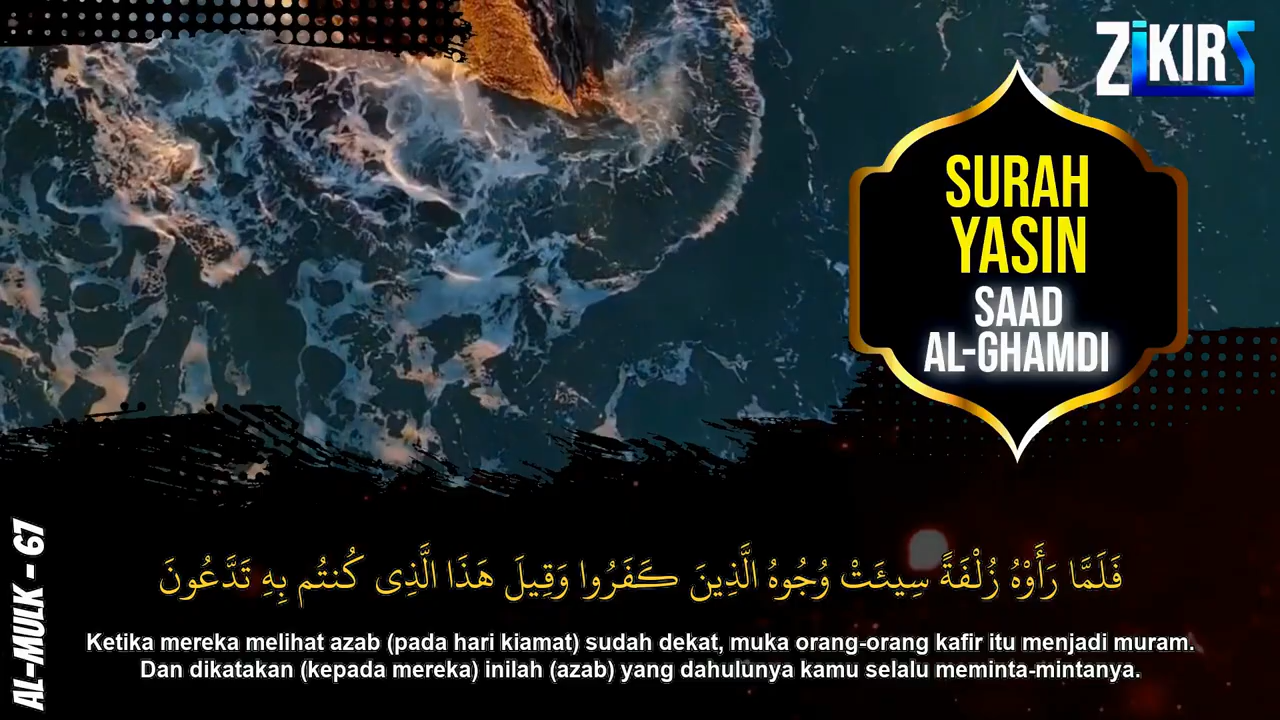 ZiKIRS
SURAH
YASIN
SAAD
AL-GHAMDI
AL-MULK - 67
فَلَمَّا رَأَوْهُ زُلْفَةً سِيئَتْ وُجُوهُ الَّذِينَ كَفَرُوا وَقِيلَ هَذَا الَّذِى كُنتُم بِهِ تَدَّعُونَ
Ketika mereka melihat azab (pada hari kiamat) sudah dekat, muka orang-orang kafir itu menjadi muram.
Dan dikatakan (kepada mereka) inilah (azab) yang dahulunya kamu selalu meminta-mintanya.